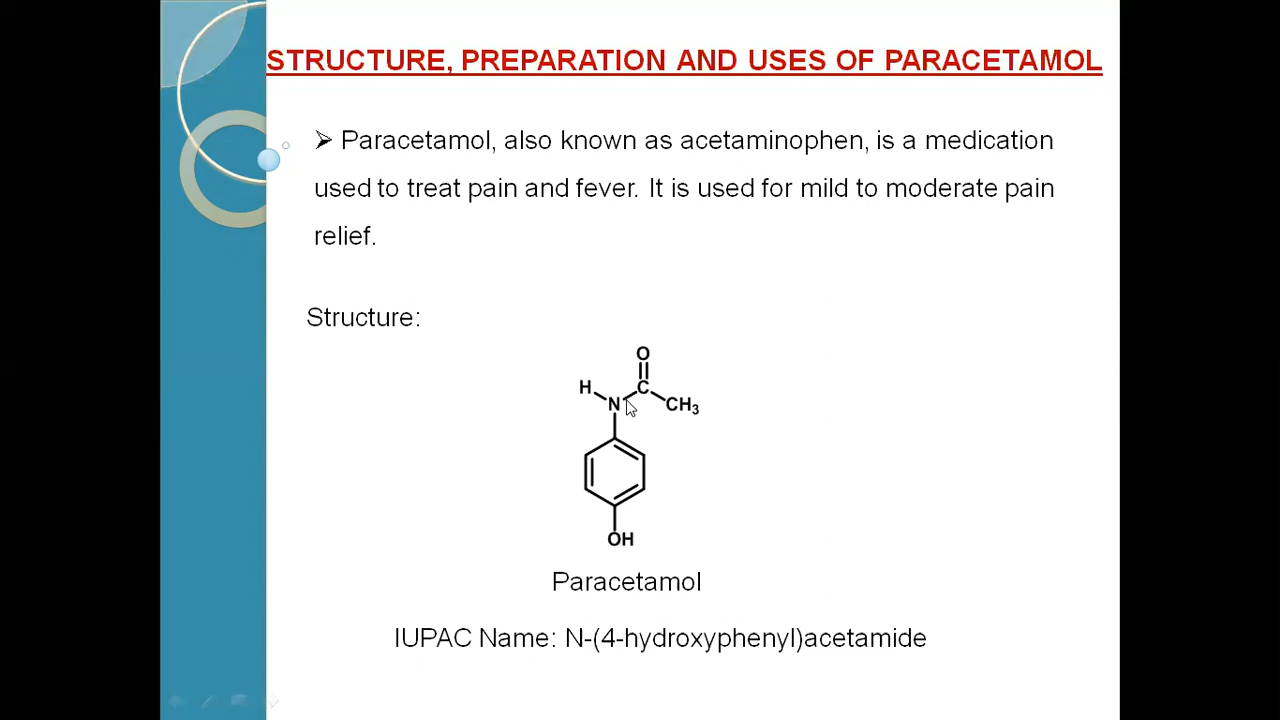 STRUCTURE, PREPARATION AND USES OF PARACETAMOL
➢ Paracetamol, also known as acetaminophen, is a medication
used to treat pain and fever. It is used for mild to moderate pain
relief.
Structure:
O
H C
N CH3
OH
Paracetamol
IUPAC Name: N-(4-hydroxyphenyl)acetamide